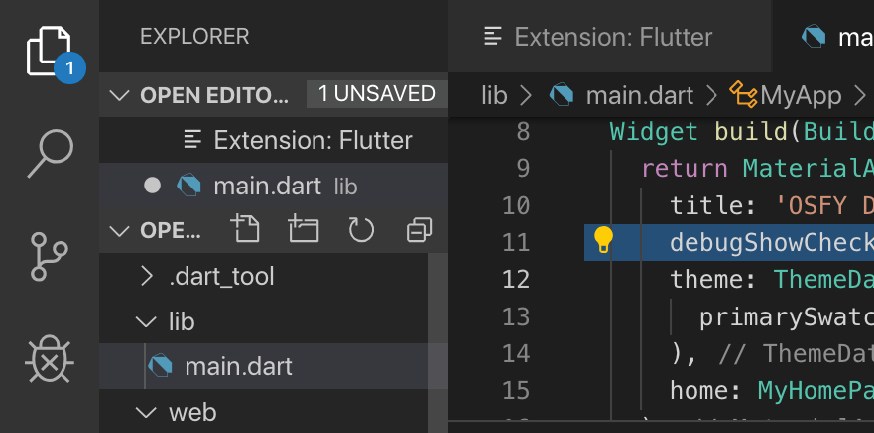 EXPLORER
1
OPEN EDITO... 1 UNSAVED
Extension: Flutter
main.dart lib
OPE...
.dart_tool
lib
main.dart
web
Extension: Flutter
ma
lib > main.dart > MyApp >
8 Widget build(Build
9 return MaterialA
10 title: 'OSFY D
11 debugShowCheck
12 theme: ThemeDa
13 primarySwatc
14 ), // ThemeDat
15 home: MyHomePa